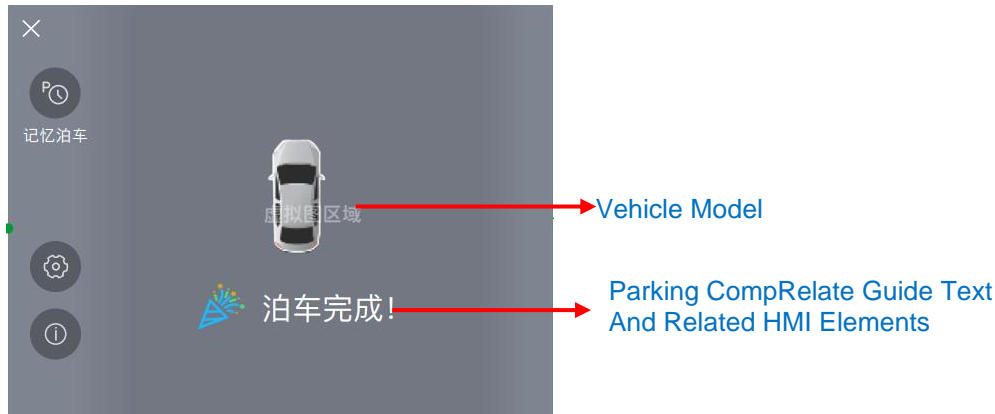 P
记忆泊车
虚拟图区域
Vehicle Model
泊车完成!
Parking CompRelate Guide Text
And Related HMI Elements